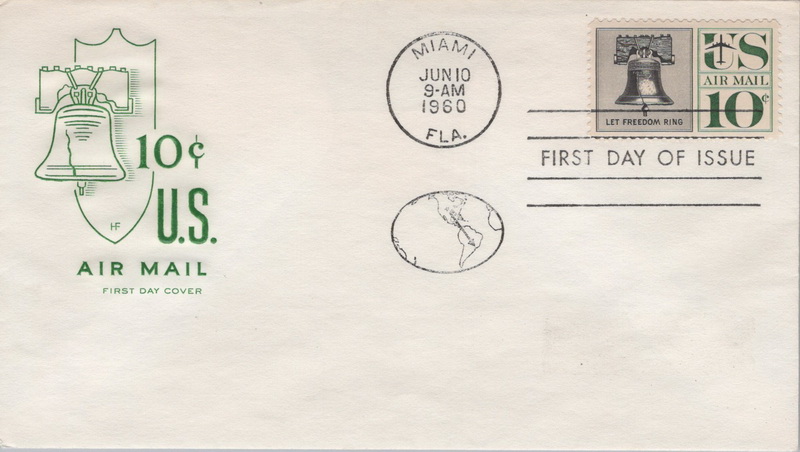 10¢
U.S.
HF
AIR MAIL
FIRST DAY COVER
MIAMI
JUN 10
9-AM
1960
FLA.
LET FREEDOM RING
US
AIR MAIL
10¢
FIRST DAY OF ISSUE